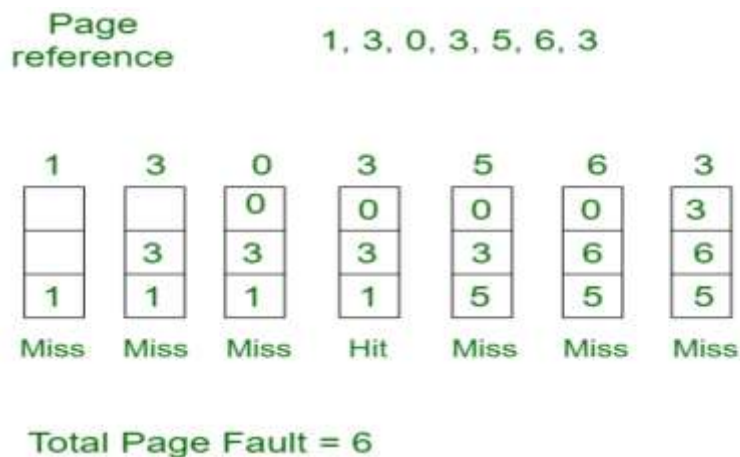 Page
reference
1, 3, 0, 3, 5, 6, 3
1 3 0 3 5 6 3
0 0 0 0 3
3 3 3 3 6 6
1 1 1 1 5 5 5
Miss Miss Miss Hit Miss Miss Miss
Total Page Fault = 6